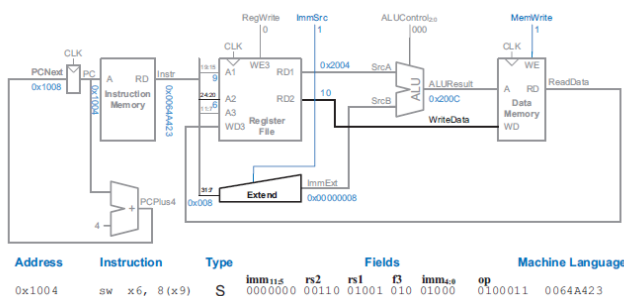 RegWrite ImmSrc ALUControl2:0 MemWrite
0 1 000 1
CLK CLK CLK
PCNext PC A RD Instr 19:15 A1 WE3 RD1 0x2004 SrcA ALUResult WE ReadData
0x1008 0x1004 Instruction Memory 0x0064A423 9 ALU 0x200C A RD
24:20 A2 RD2 10 SrcB Data Memory
6 A3 Register File WriteData WD
11:7 WD3
31:7 ImmExt
0x008 Extend 0x00000008
PCPlus4
+
4
Address Instruction Type Fields Machine Language
imm11:5 rs2 rs1 f3 imm4:0 op
0x1004 sw x6, 8(x9) S 0000000 00110 01001 010 01000 0100011 0064A423